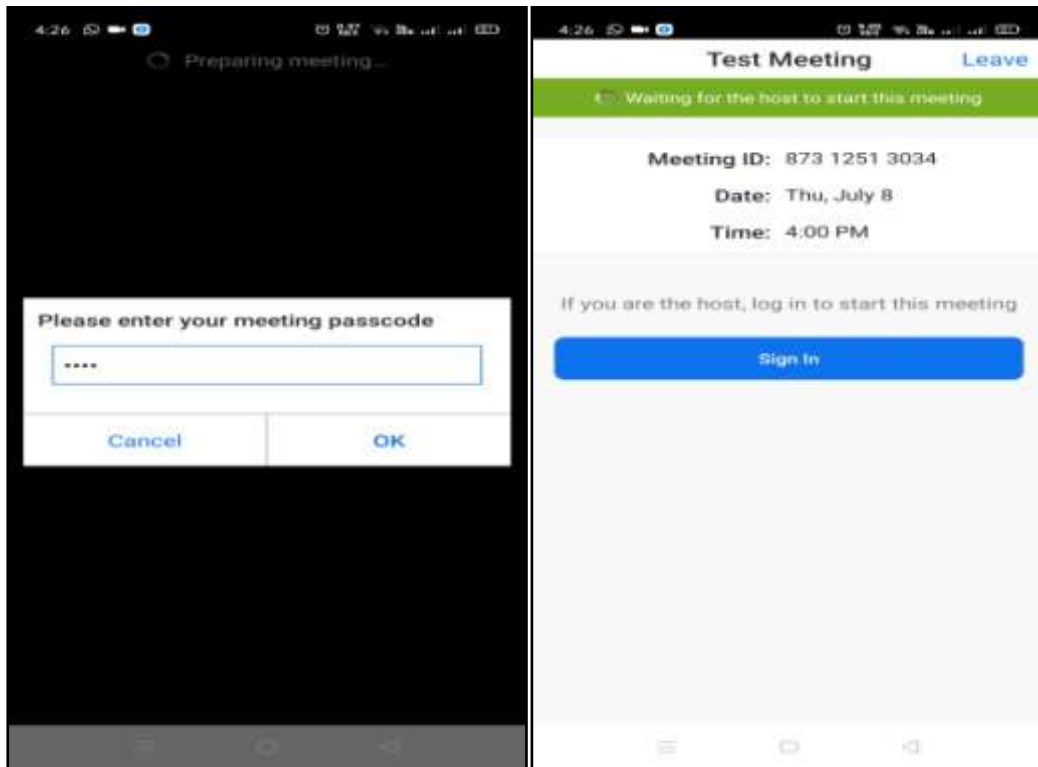 4:26
Preparing meeting...
Please enter your meeting passcode
••••
Cancel
OK
4:26
Test Meeting
Leave
Waiting for the host to start this meeting
Meeting ID: 873 1251 3034
Date: Thu, July 8
Time: 4:00 PM
If you are the host, log in to start this meeting
Sign In